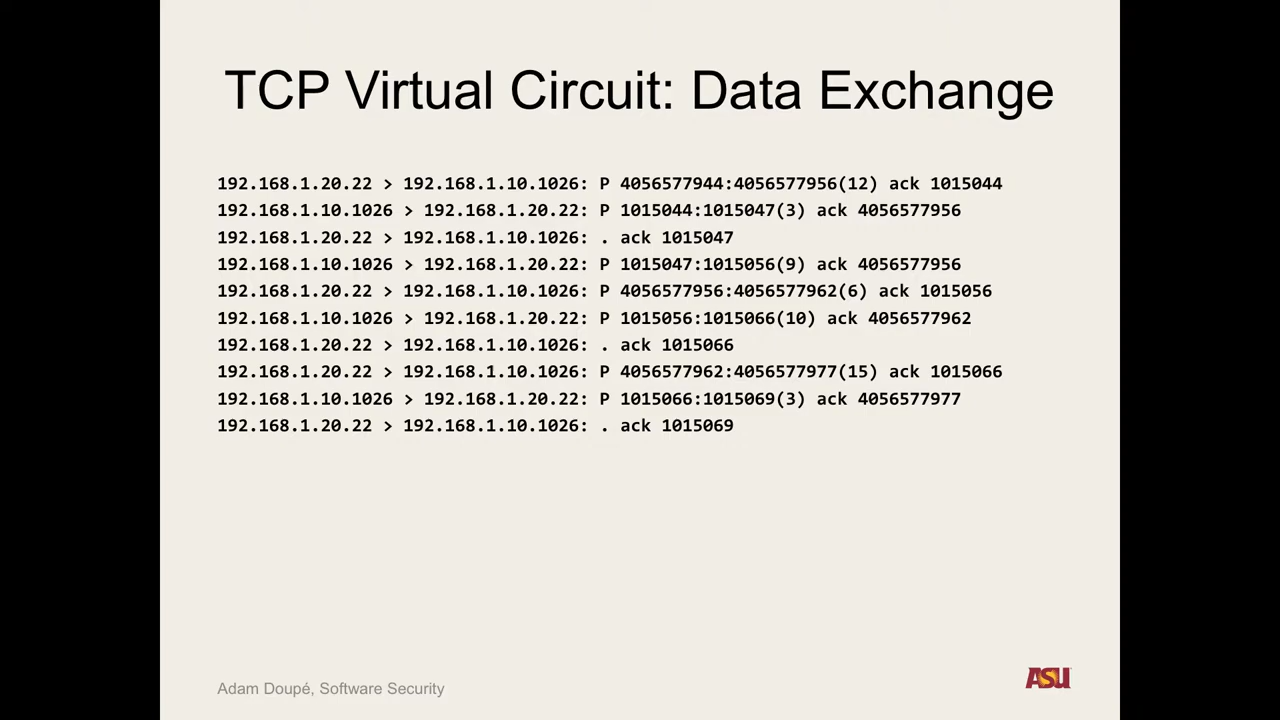 TCP Virtual Circuit: Data Exchange
192.168.1.20.22 > 192.168.1.10.1026: P 4056577944:4056577956(12) ack 1015044
192.168.1.10.1026 > 192.168.1.20.22: P 1015044:1015047(3) ack 4056577956
192.168.1.20.22 > 192.168.1.10.1026: . ack 1015047
192.168.1.10.1026 > 192.168.1.20.22: P 1015047:1015056(9) ack 4056577956
192.168.1.20.22 > 192.168.1.10.1026: P 4056577956:4056577962(6) ack 1015056
192.168.1.10.1026 > 192.168.1.20.22: P 1015056:1015066(10) ack 4056577962
192.168.1.20.22 > 192.168.1.10.1026: . ack 1015066
192.168.1.20.22 > 192.168.1.10.1026: P 4056577962:4056577977(15) ack 1015066
192.168.1.10.1026 > 192.168.1.20.22: P 1015066:1015069(3) ack 4056577977
192.168.1.20.22 > 192.168.1.10.1026: . ack 1015069
Adam Doupé, Software Security
ASU